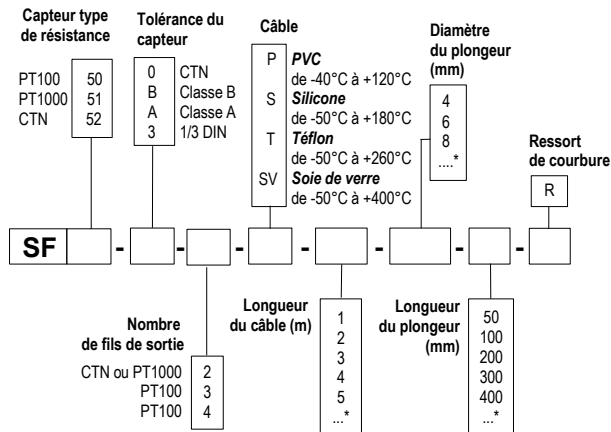 Capteur type
de résistance
PT100 50
PT1000 51
CTN 52
Tolérance du
capteur
0 CTN
B Classe B
A Classe A
3 1/3 DIN
Câble
P PVC
de -40°C à +120°C
S Silicone
de -50°C à +180°C
T Téflon
de -50°C à +260°C
SV Soie de verre
de -50°C à +400°C
Diamètre
du plongeur
(mm)
4
6
8
....*
Ressort
de courbure
R
SF - - - - - - -
Nombre
de fils de sortie
CTN ou PT1000 2
PT100 3
PT100 4
Longueur
du câble (m)
1
2
3
4
5
...*
Longueur
du plongeur
(mm)
50
100
200
300
400
...*